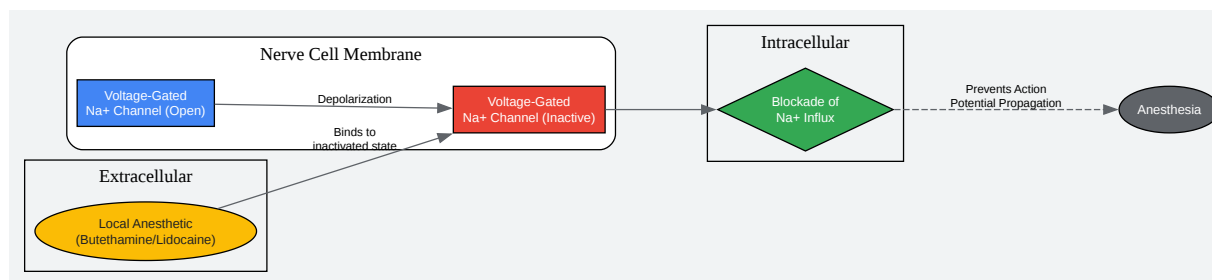 Nerve Cell Membrane
Voltage-Gated
Na+ Channel (Open)
Depolarization
Voltage-Gated
Na+ Channel (Inactive)
Binds to
inactivated state
Extracellular
Local Anesthetic
(Butethamine/Lidocaine)
Intracellular
Blockade of
Na+ Influx
Prevents Action
Potential Propagation
Anesthesia